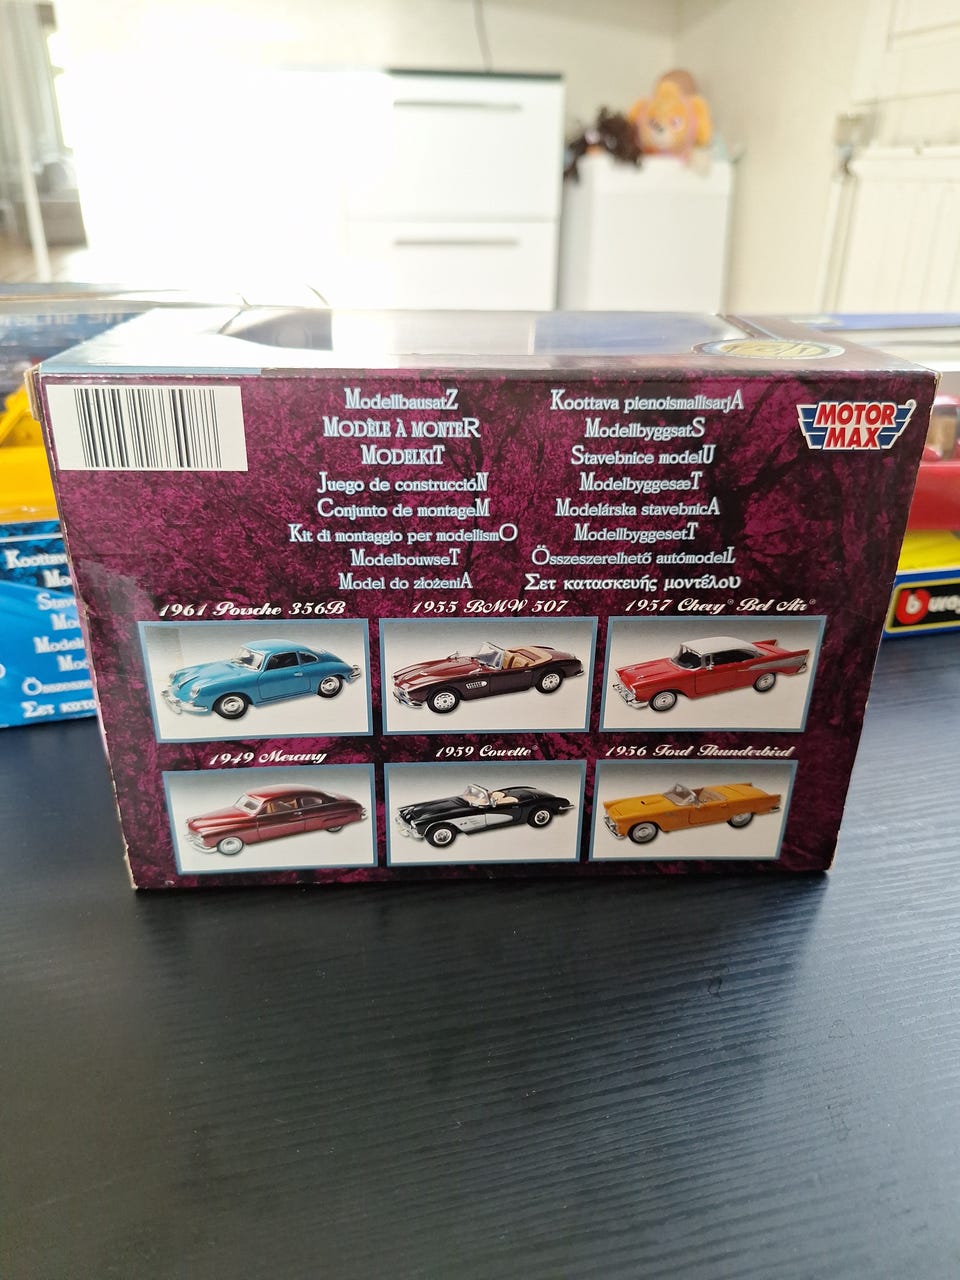 ModellbausatZ
MODÈLE À MONTER
MODELKIT
Juego de construccióN
Conjunto de montageM
Kit di montaggio per modellismO
ModelbouwseT
Model do złożeniA
Koottava pienoismallisarjA
ModellbyggsatS
Stavebnice modelU
ModelbyggesæT
Modelárska stavebnicA
ModellbyggesetT
Összeszerelhető autómodelL
Σετ κατασκευής μοντέλου
MOTOR
MAX
1961 Porsche 356B
1955 BMW 507
1957 Chevy® Bel Air®
1949 Mercury
1959 Corvette®
1956 Ford Thunderbird